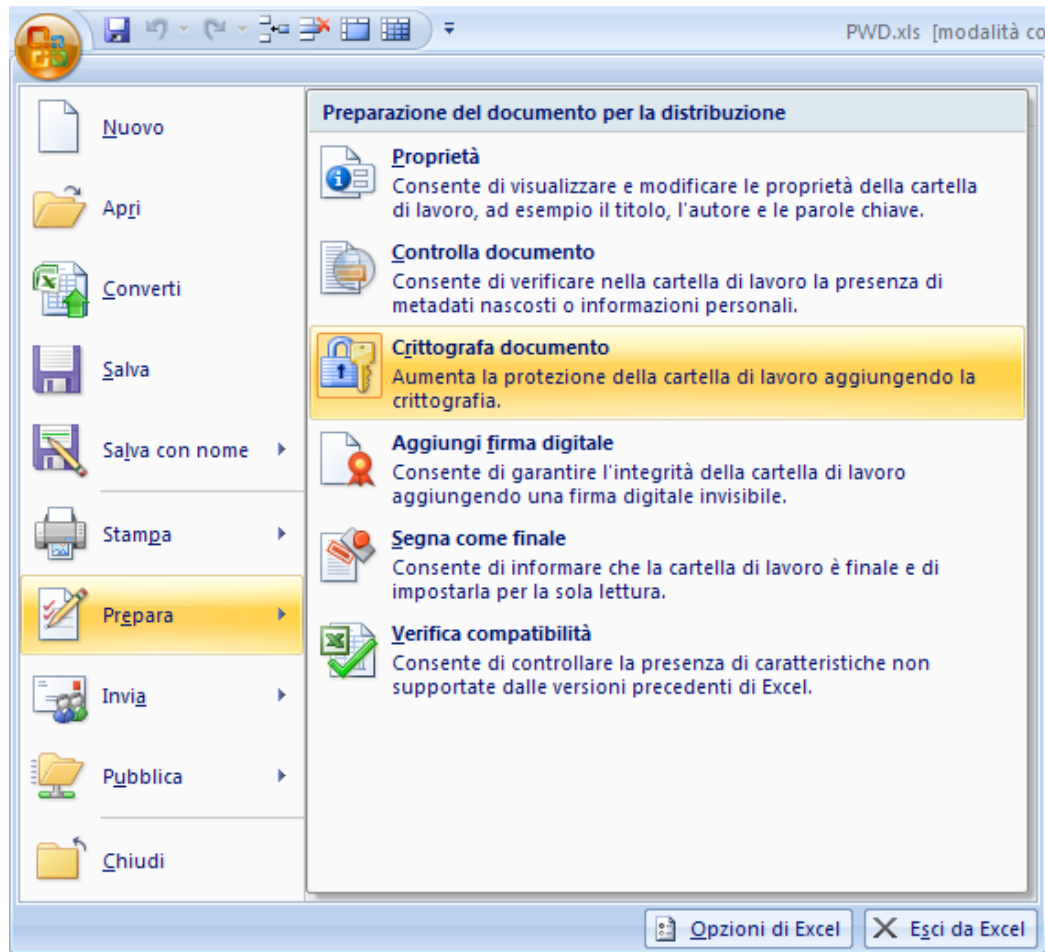 PWD.xls [modalità co
Nuovo
Apri
Converti
Salva
Salva con nome
Stampa
Prepara
Invia
Pubblica
Chiudi
Preparazione del documento per la distribuzione
Proprietà
Consente di visualizzare e modificare le proprietà della cartella
di lavoro, ad esempio il titolo, l'autore e le parole chiave.
Controlla documento
Consente di verificare nella cartella di lavoro la presenza di
metadati nascosti o informazioni personali.
Crittografa documento
Aumenta la protezione della cartella di lavoro aggiungendo la
crittografia.
Aggiungi firma digitale
Consente di garantire l'integrità della cartella di lavoro
aggiungendo una firma digitale invisibile.
Segna come finale
Consente di informare che la cartella di lavoro è finale e di
impostarla per la sola lettura.
Verifica compatibilità
Consente di controllare la presenza di caratteristiche non
supportate dalle versioni precedenti di Excel.
Opzioni di Excel
Esci da Excel